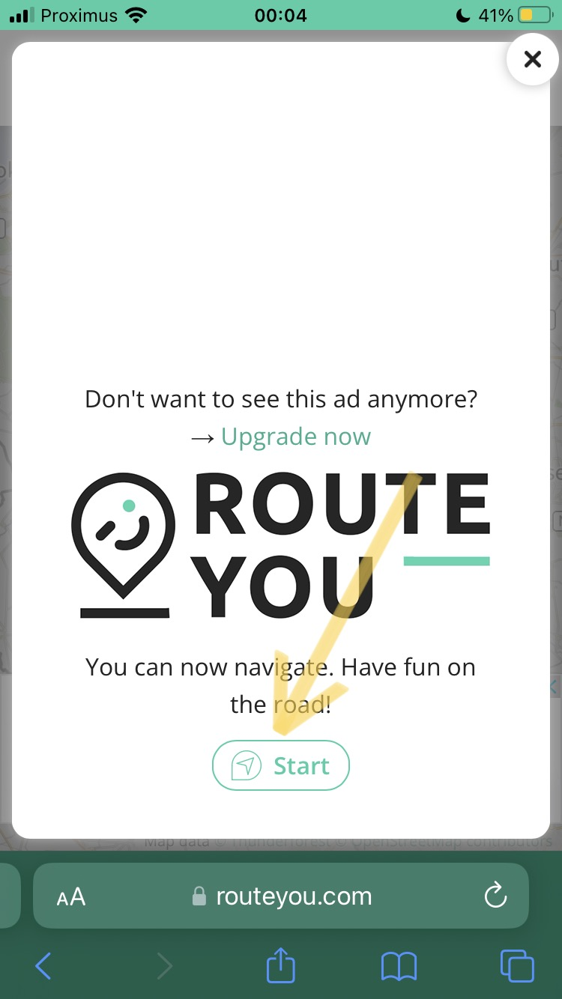 Proximus 00:04 41%
Don't want to see this ad anymore?
→ Upgrade now
ROUTE
YOU
You can now navigate. Have fun on
the road!
Start
Map data © Thunderforest © OpenStreetMap contributors
AA routeyou.com